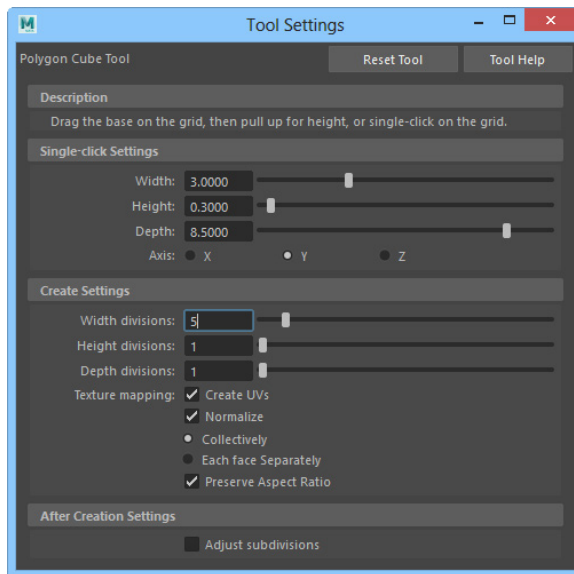 M
Tool Settings
Polygon Cube Tool Reset Tool Tool Help
Description
Drag the base on the grid, then pull up for height, or single-click on the grid.
Single-click Settings
Width: 3.0000
Height: 0.3000
Depth: 8.5000
Axis: X Y Z
Create Settings
Width divisions: 5
Height divisions: 1
Depth divisions: 1
Texture mapping: Create UVs
Normalize
Collectively
Each face Separately
Preserve Aspect Ratio
After Creation Settings
Adjust subdivisions